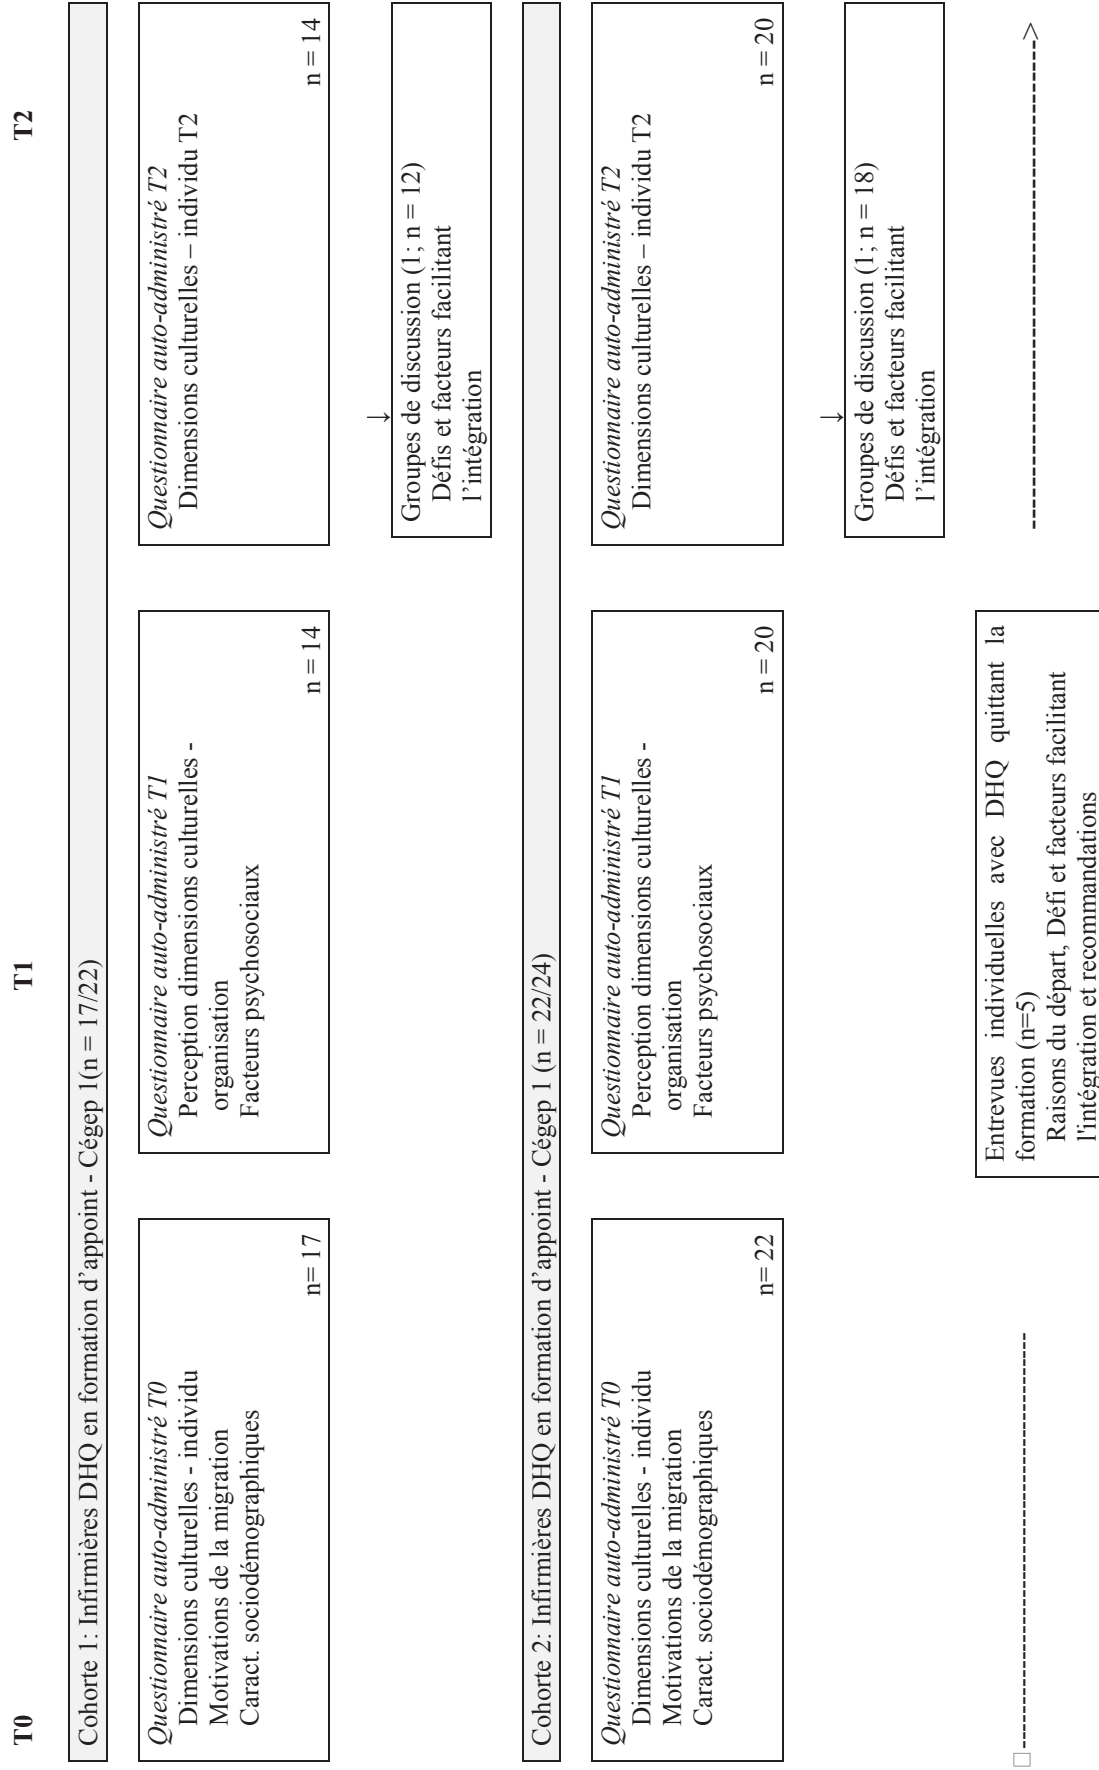 T0
T1
T2
Cohorte 1: Infirmières DHQ en formation d’appoint - Cégep 1(n = 17/22)
Questionnaire auto-administré T0
Dimensions culturelles - individu
Motivations de la migration
Caract. sociodémographiques
n= 17
Questionnaire auto-administré T1
Perception dimensions culturelles -
organisation
Facteurs psychosociaux
n = 14
Questionnaire auto-administré T2
Dimensions culturelles – individu T2
n = 14
↓
Groupes de discussion (1; n = 12)
Défis et facteurs facilitant
l’intégration
Cohorte 2: Infirmières DHQ en formation d’appoint - Cégep 1 (n = 22/24)
Questionnaire auto-administré T0
Dimensions culturelles - individu
Motivations de la migration
Caract. sociodémographiques
n= 22
Questionnaire auto-administré T1
Perception dimensions culturelles -
organisation
Facteurs psychosociaux
n = 20
Questionnaire auto-administré T2
Dimensions culturelles – individu T2
n = 20
↓
Groupes de discussion (1; n = 18)
Défis et facteurs facilitant
l’intégration
Entrevues individuelles avec DHQ quittant la
formation (n=5)
Raisons du départ, Défi et facteurs facilitant
l'intégration et recommandations